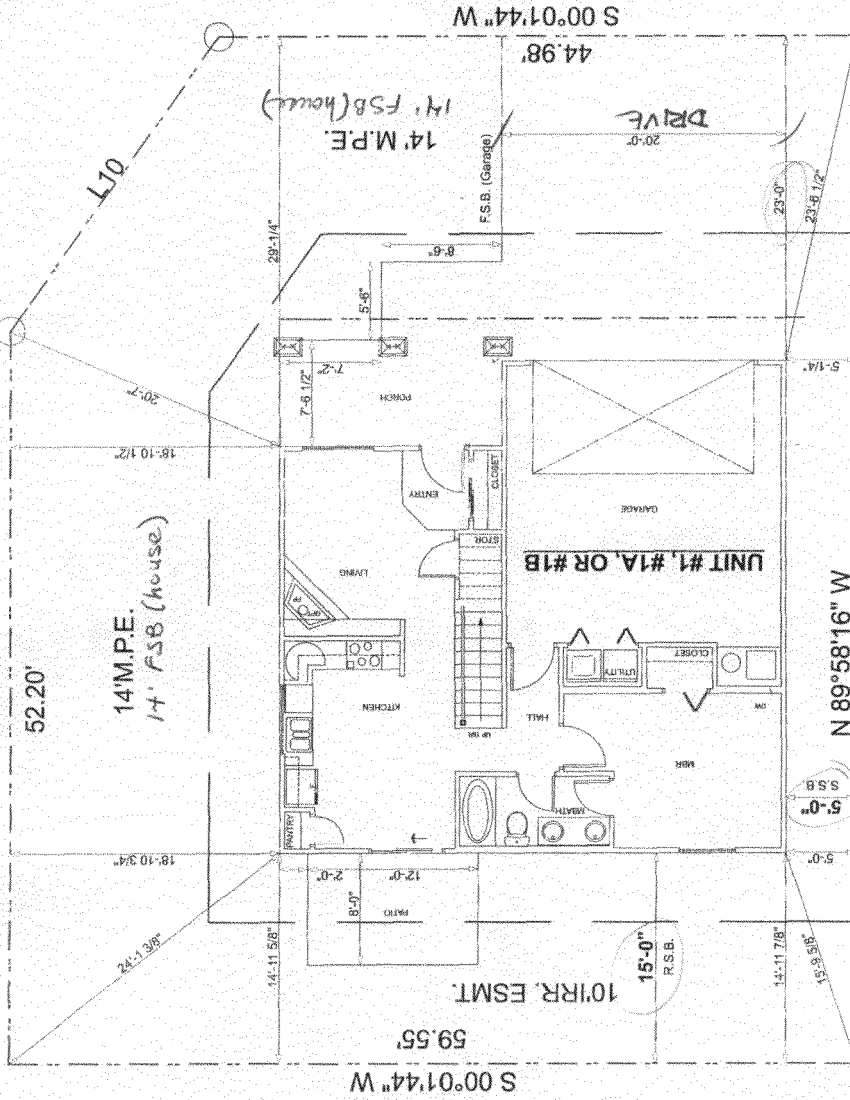 S 00°01'44" W
44.98'
L10
14' FSB (house)
14' M.P.E.
DRIVE
20'-0"
F.S.B. (Garage)
29'-1/4"
23'-0"
23'-8 1/2"
8'-6"
5'-6"
20'-7"
7'-2"
7'-6 1/2"
PORCH
5'-1/4"
18'-10 1/2"
ENTRY
CLOSET
GARAGE
STOR.
LIVING
UNIT #1, #1A, OR #1B
52.20'
14'M.P.E.
14' FSB (house)
OPT.
FP
KITCHEN
UTILITY
CLOSET
UP 16R
HALL
DW
MBR
N 89°58'16" W
PANTRY
MBATH
5'-0"
S.S.B.
18'-10 3/4"
2'-0"
12'-0"
5'-0"
8'-0"
PATIO
24'-1 3/8"
14'-11 5/8"
15'-0"
R.S.B.
14'-11 7/8"
15'-9 5/8"
10'IRR. ESMT.
59.55'
S 00°01'44" W